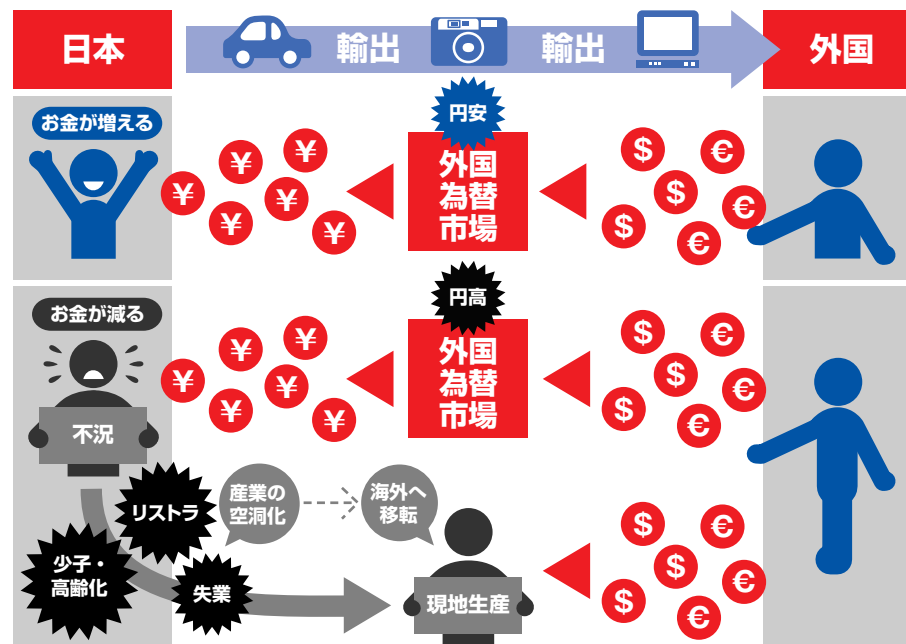 日本
輸出
輸出
外国
お金が増える
円安
外国
為替
市場
¥ ¥ ¥ ¥ ¥ ¥ ¥
$ € $ € $ €
お金が減る
円高
外国
為替
市場
¥ ¥ ¥ ¥ ¥ ¥ ¥
$ € $ € $ €
不況
リストラ
産業の
空洞化
海外へ
移転
少子・
高齢化
失業
現地生産
$ € $ € $ €